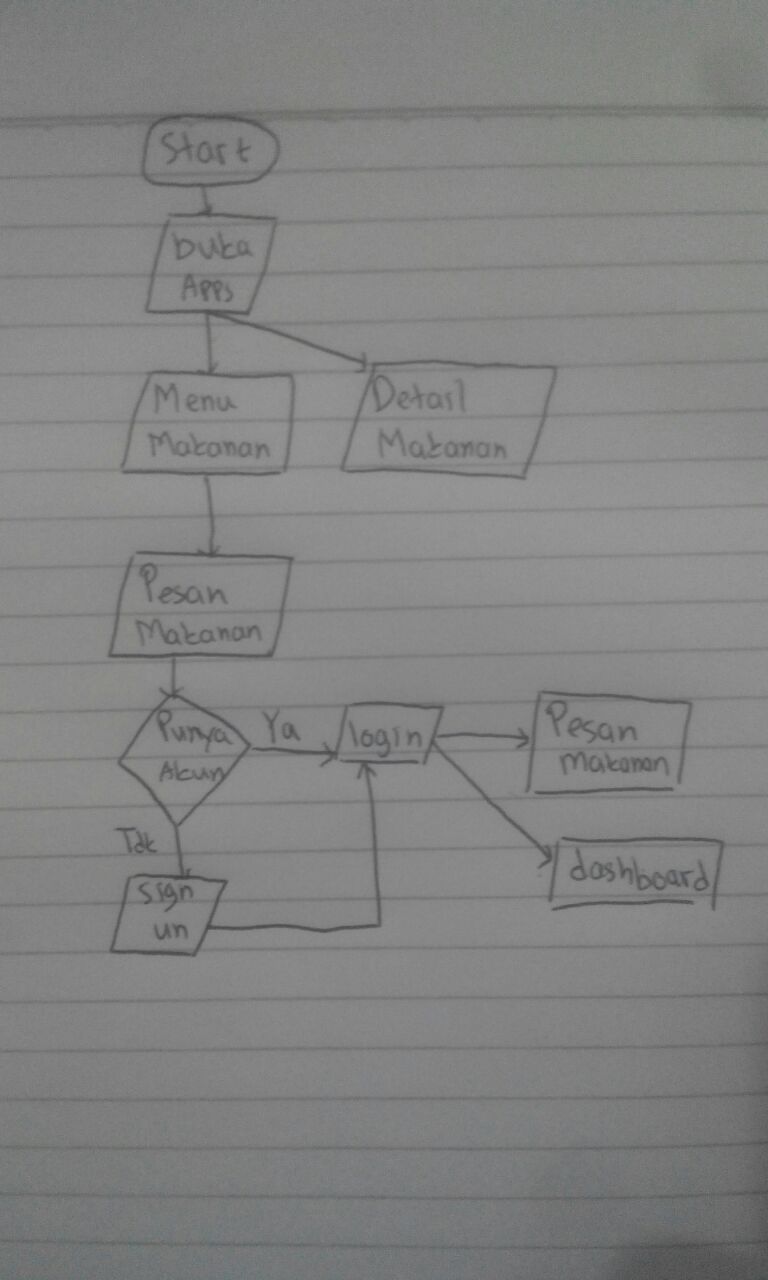 Start
buka
Apps
Menu
Makanan
Detail
Makanan
Pesan
Makanan
Punya
Akun
Ya
login
Pesan
Makanan
dashboard
Tdk
sign
un